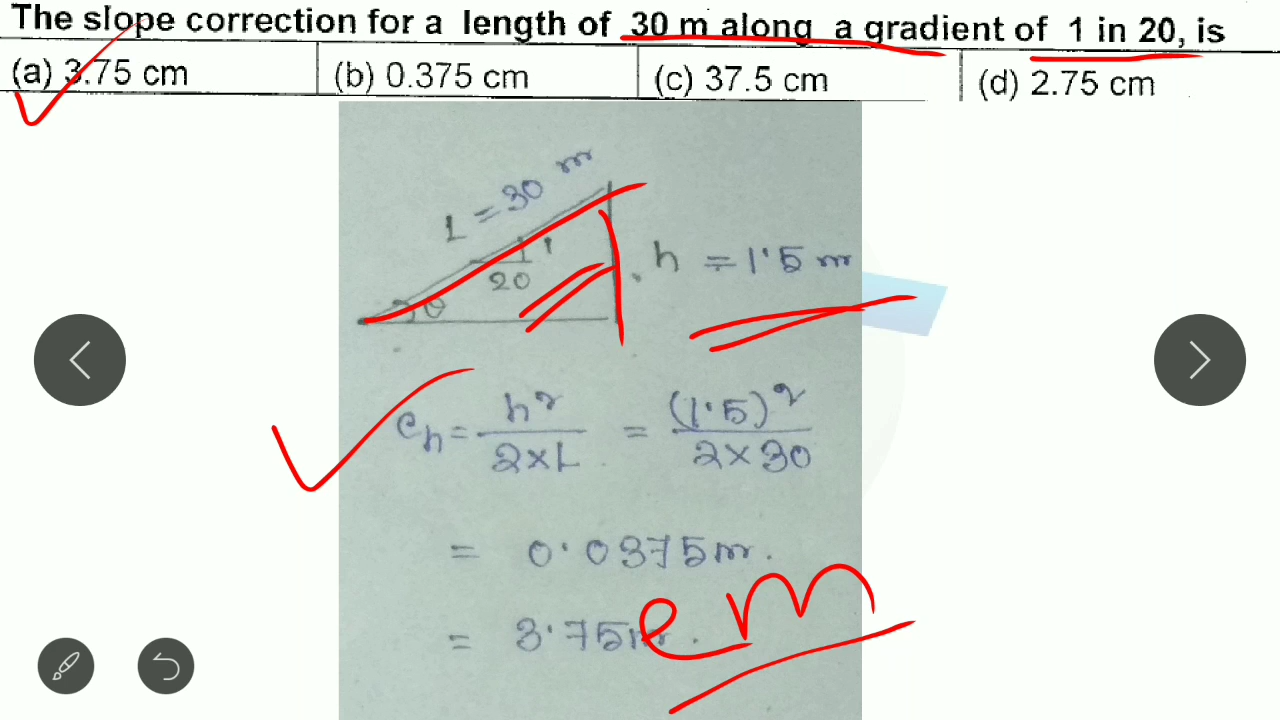 The slope correction for a length of 30 m along a gradient of 1 in 20, is
(a) 3.75 cm (b) 0.375 cm (c) 37.5 cm (d) 2.75 cm
L = 30 m
1
20
θ
h = 1.5 m
Ch = h² / 2×L = (1.5)² / 2×30
= 0.0375m.
= 3.75m.
cm